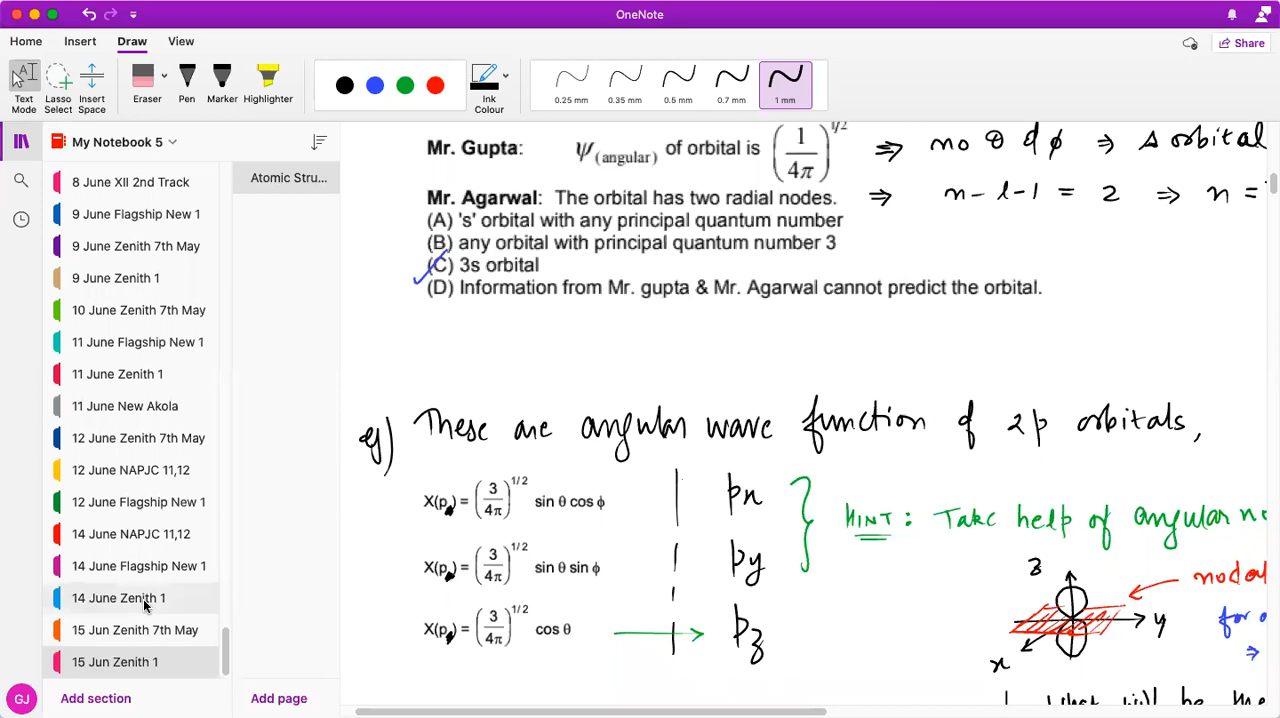 OneNote
Home Insert Draw View
Share
Text Mode
Lasso Select
Insert Space
Eraser
Pen
Marker
Highlighter
Ink Colour
0.25 mm
0.35 mm
0.5 mm
0.7 mm
1 mm
My Notebook 5
8 June XII 2nd Track
9 June Flagship New 1
9 June Zenith 7th May
9 June Zenith 1
10 June Zenith 7th May
11 June Flagship New 1
11 June Zenith 1
11 June New Akola
12 June Zenith 7th May
12 June NAPJC 11,12
12 June Flagship New 1
14 June NAPJC 11,12
14 June Flagship New 1
14 June Zenith 1
15 Jun Zenith 7th May
15 Jun Zenith 1
GJ
Add section
Atomic Stru...
Add page
Mr. Gupta: ψ(angular) of orbital is (1/4π)^1/2 ⇒ no θ d ϕ ⇒ s orbital
Mr. Agarwal: The orbital has two radial nodes. ⇒ n-l-1 = 2 ⇒ n =
(A) 's' orbital with any principal quantum number
(B) any orbital with principal quantum number 3
(C) 3s orbital
(D) Information from Mr. gupta & Mr. Agarwal cannot predict the orbital.
eg) These are angular wave function of 2p orbitals,
X(p) = (3/4π)^1/2 sin θ cos ϕ | px
X(p) = (3/4π)^1/2 sin θ sin ϕ | py
X(p) = (3/4π)^1/2 cos θ → pz
HINT: Take help of angular no
z
y
x
nodal
for
⇒
What will be the